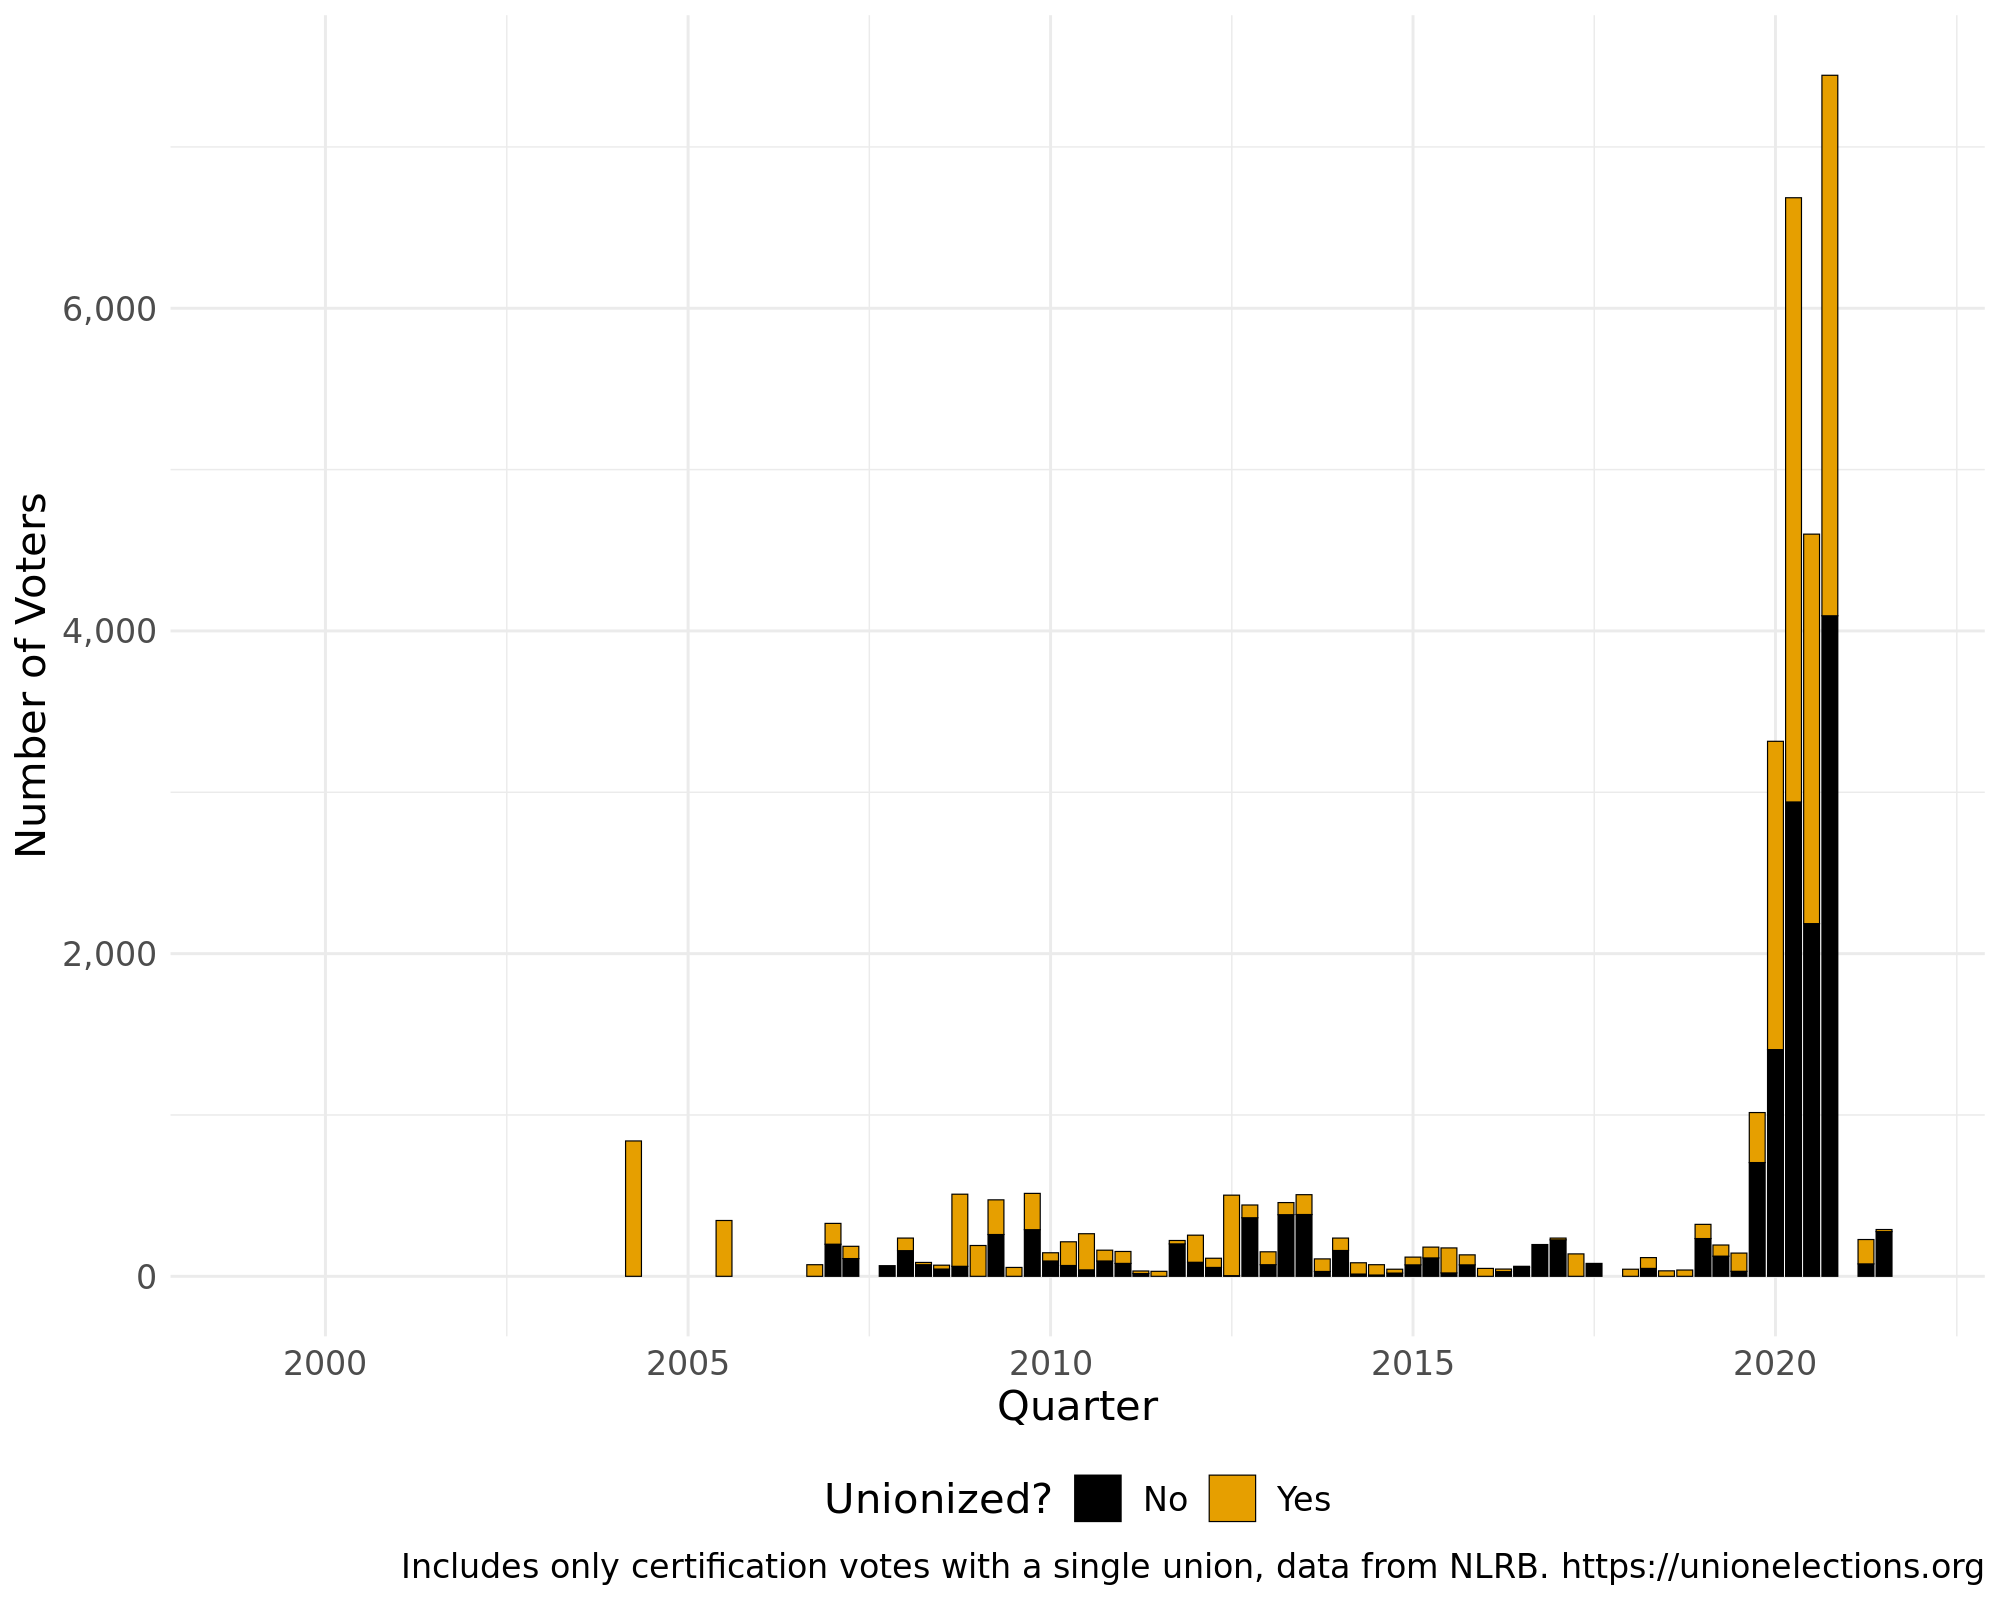 6,000
4,000
2,000
0
Number of Voters
2000 2005 2010 2015 2020
Quarter
Unionized? No Yes
Includes only certification votes with a single union, data from NLRB. https://unionelections.org